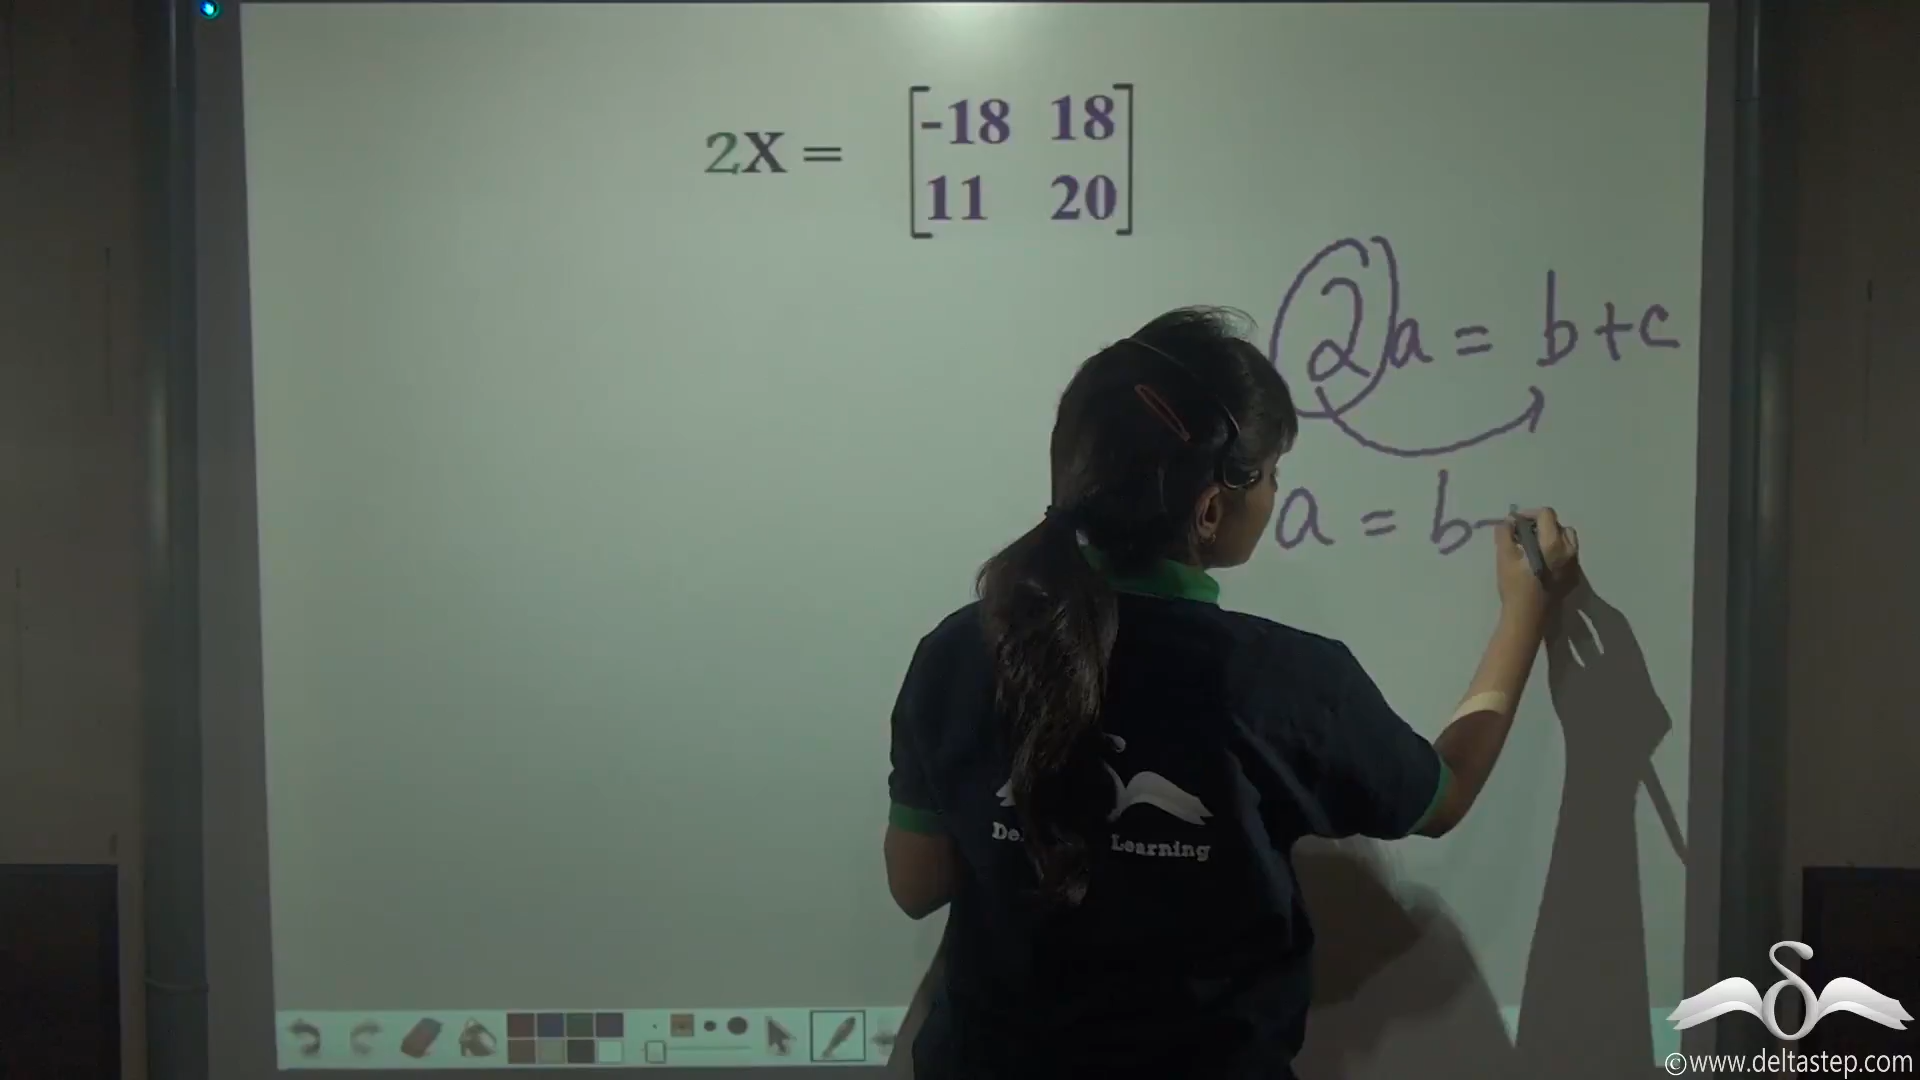 2X = [-18 18
11 20]
2a = b+c
a = b-
Learning
©www.deltastep.com